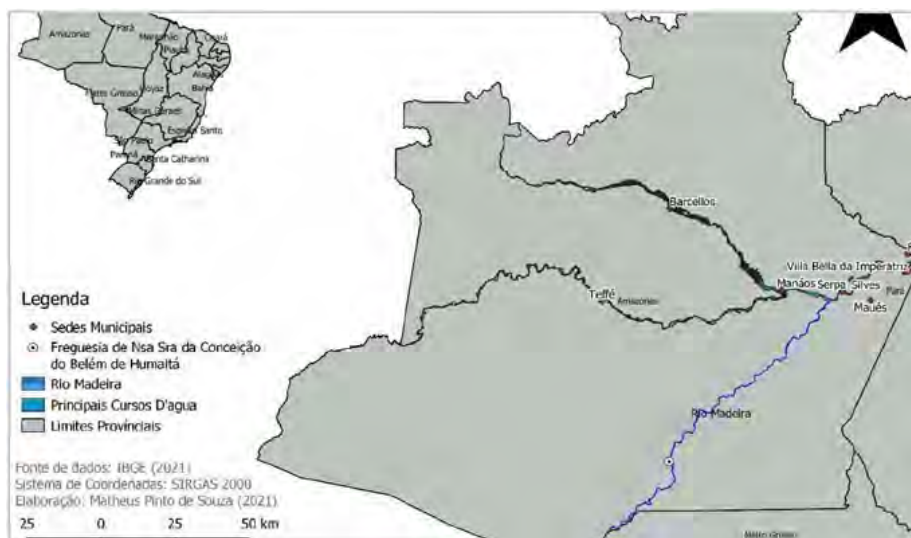 Amazonas
Pará
Maranhão
Ceará
Piauhy
Alagoas
Bahia
Matto Grosso
Goyaz
Minas Geraes
Espirito Santo
São Paulo
Paraná
Santa Catharina
Rio Grande do Sul
Barcellos
Villa Bella da Imperatriz
Manáos Serpa Silves
Pará
Maués
Teffé
Amazonas
Rio Madeira
Matto Grosso
Legenda
Sedes Municipais
Freguesia de Nsa Sra da Conceição
do Belém de Humaitá
Rio Madeira
Principais Cursos D'agua
Limites Provinciais
Fonte de dados: IBGE (2021)
Sistema de Coordenadas: SIRGAS 2000
Elaboração: Matheus Pinto de Souza (2021)
25 0 25 50 km